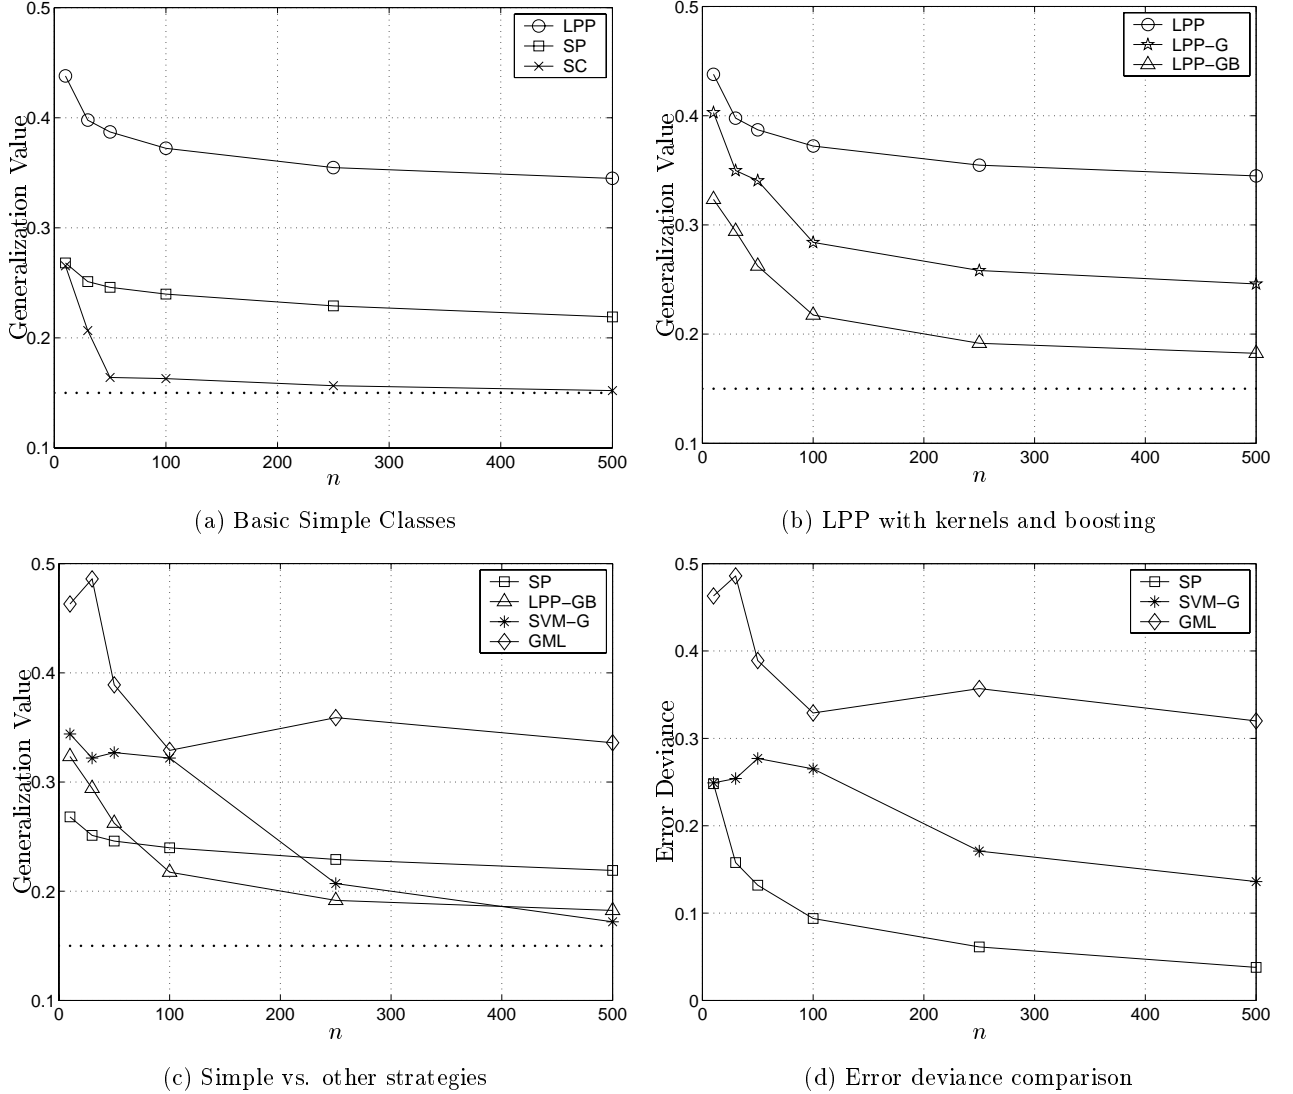 0.5
0.4
0.3
0.2
0.1
0
100
200
300
400
500
Generalization Value
n
LPP
SP
SC
(a) Basic Simple Classes
0.5
0.4
0.3
0.2
0.1
0
100
200
300
400
500
Generalization Value
n
LPP
LPP-G
LPP-GB
(b) LPP with kernels and boosting
0.5
0.4
0.3
0.2
0.1
0
100
200
300
400
500
Generalization Value
n
SP
LPP-GB
SVM-G
GML
(c) Simple vs. other strategies
0.5
0.4
0.3
0.2
0.1
0
0
100
200
300
400
500
Error Deviance
n
SP
SVM-G
GML
(d) Error deviance comparison